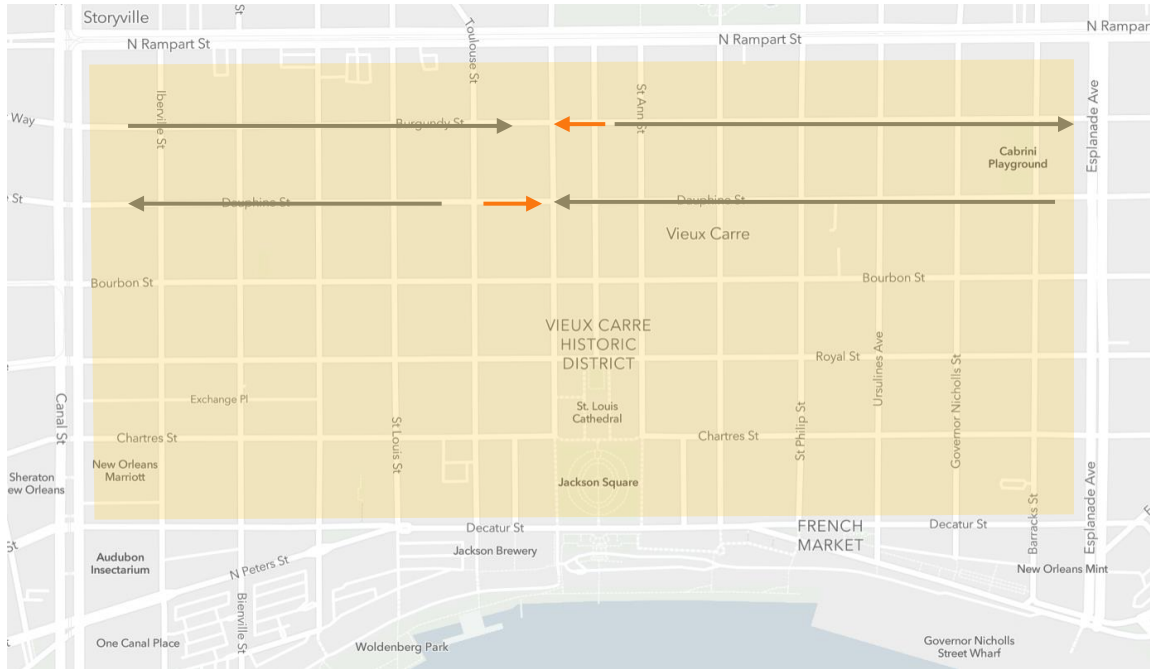 Storyville
St
N Rampart St
N Rampart St
N Rampar
Toulouse St
Iberville St
St Ann St
Esplanade Ave
Way
Burgundy St
Cabrini
Playground
St
Dauphine St
Dauphine St
Vieux Carre
Bourbon St
Bourbon St
VIEUX CARRE
HISTORIC
DISTRICT
Royal St
Ursulines Ave
Governor Nicholls St
Exchange Pl
St. Louis
Cathedral
Canal St
St Louis St
St Philip St
Chartres St
Chartres St
New Orleans
Marriott
Sheraton
ew Orleans
Jackson Square
Esplanade Ave
Barracks St
Decatur St
Decatur St
FRENCH
MARKET
St
Audubon
Insectarium
Jackson Brewery
N Peters St
New Orleans Mint
Bienville St
One Canal Place
Woldenberg Park
Governor Nicholls
Street Wharf